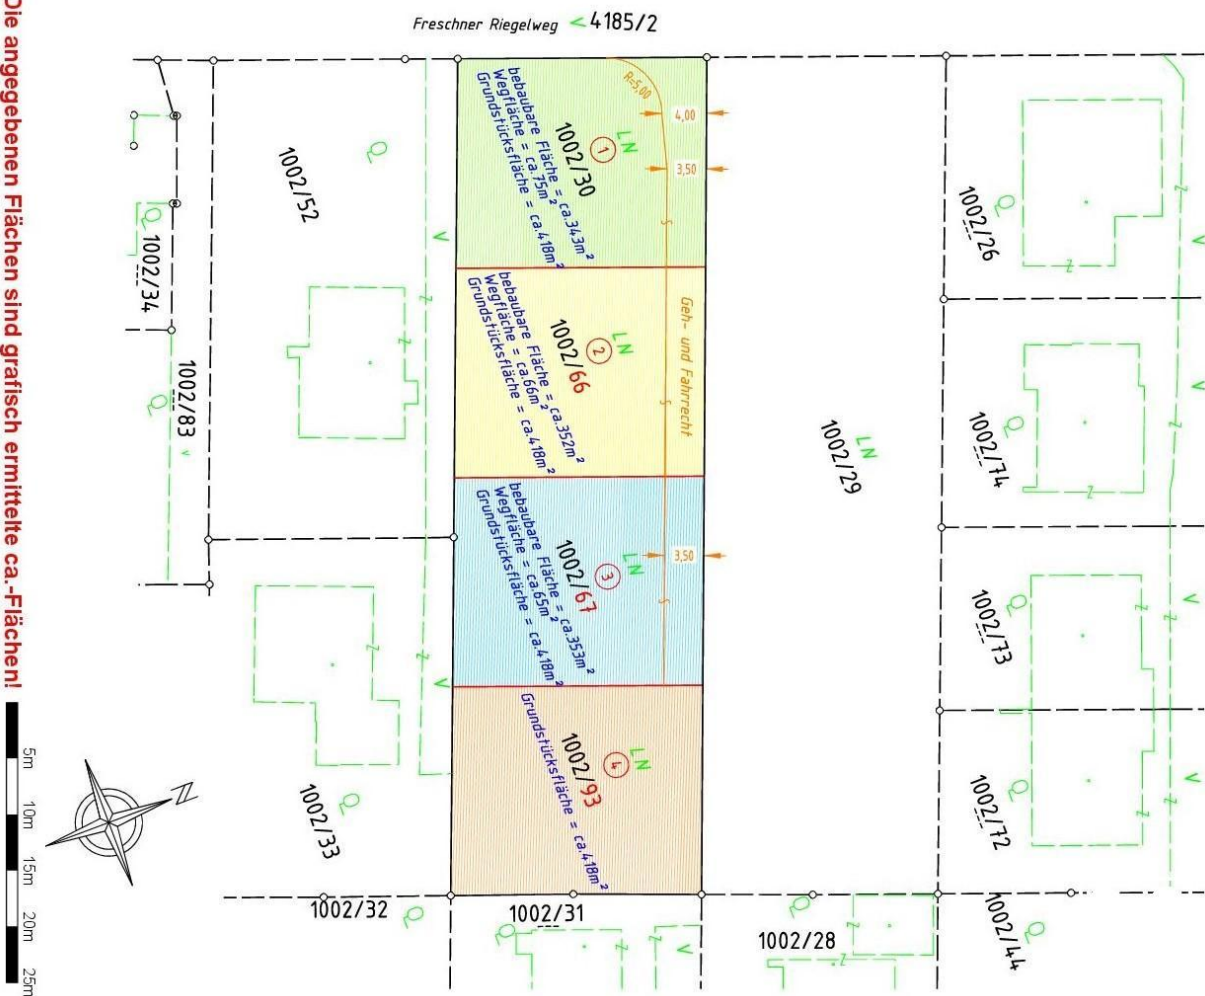 Freschner Riegelweg < 4185/2
Die angegebenen Flächen sind grafisch ermittelte ca.-Flächen!
1002/52
1002/34
1002/83
1002/33
1002/32
R=5,00
4,00
3,50
LN
1
1002/30
bebaubare Fläche = ca.343m²
Wegfläche = ca.75m²
Grundstücksfläche = ca.418m²
Geh- und Fahrrecht
LN
2
1002/66
bebaubare Fläche = ca.352m²
Wegfläche = ca.66m²
Grundstücksfläche = ca.418m²
3,50
LN
3
1002/67
bebaubare Fläche = ca.353m²
Wegfläche = ca.65m²
Grundstücksfläche = ca.418m²
LN
4
1002/93
Grundstücksfläche = ca.418m²
1002/31
LN
1002/29
1002/28
1002/26
1002/74
1002/73
1002/72
1002/44
N
5m
10m
15m
20m
25m